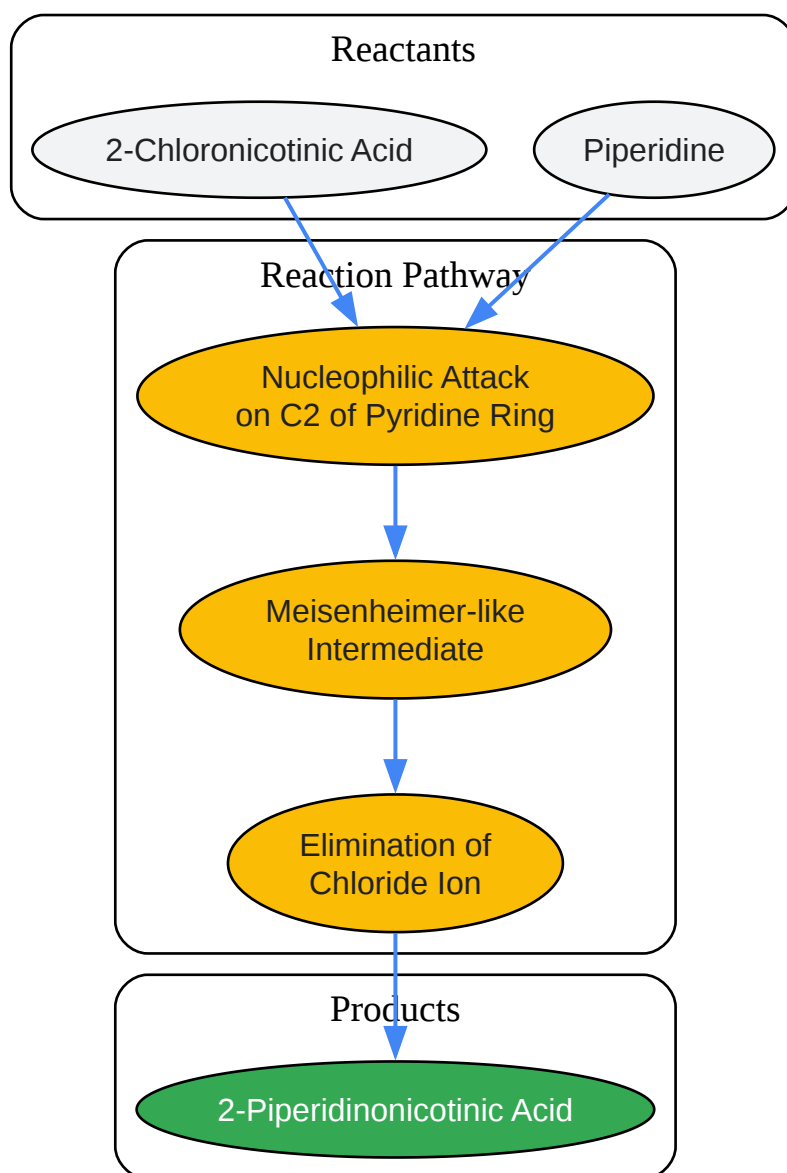 Reactants
2-Chloronicotinic Acid
Piperidine
Reaction Pathway
Nucleophilic Attack
on C2 of Pyridine Ring
Meisenheimer-like
Intermediate
Elimination of
Chloride Ion
Products
2-Piperidinonicotinic Acid